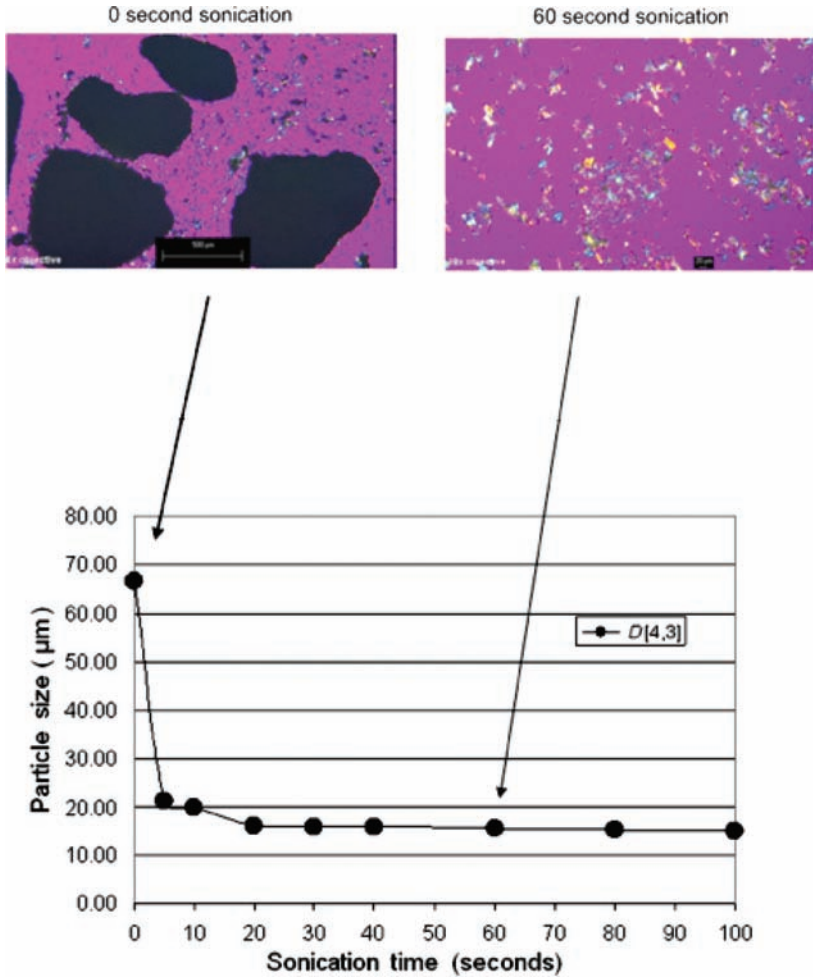 0 second sonication
60 second sonication
objective
80.00
70.00
60.00
50.00
40.00
30.00
20.00
10.00
0.00
Particle size (µm)
D[4,3]
0 10 20 30 40 50 60 70 80 90 100
Sonication time (seconds)